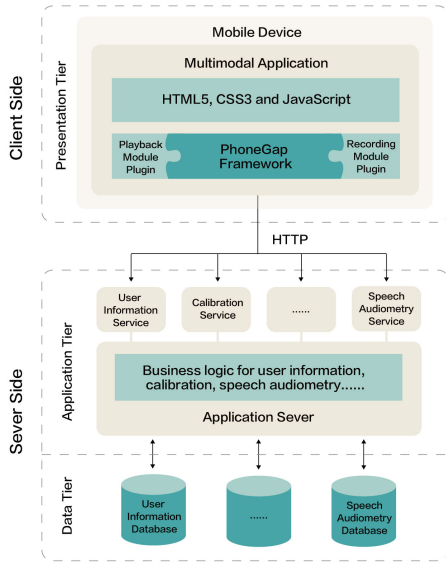 Client Side
Presentation Tier
Mobile Device
Multimodal Application
HTML5, CSS3 and JavaScript
Playback
Module
Plugin
PhoneGap
Framework
Recording
Module
Plugin
HTTP
Sever Side
Application Tier
User
Information
Service
Calibration
Service
......
Speech
Audiometry
Service
Business logic for user information,
calibration, speech audiometry......
Application Sever
Data Tier
User
Information
Database
......
Speech
Audiometry
Database